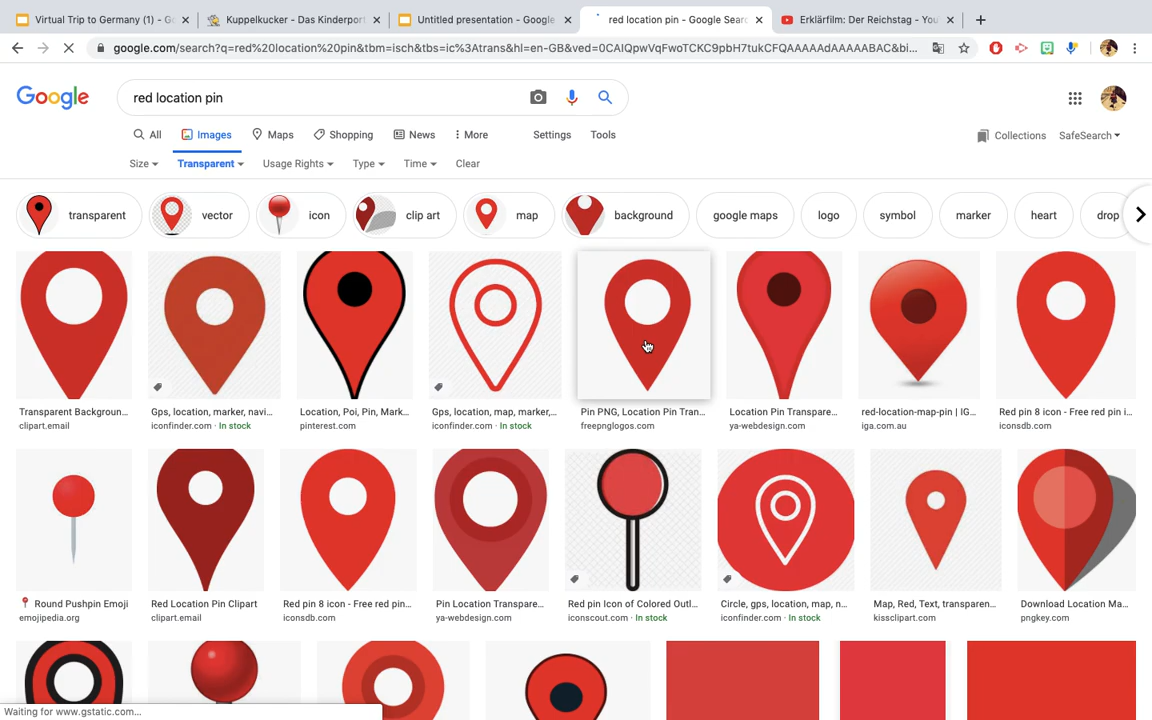 Virtual Trip to Germany (1) - Go
Kuppelkucker - Das Kinderport
Untitled presentation - Google
red location pin - Google Searc
Erklärfilm: Der Reichstag - You
google.com/search?q=red%20location%20pin&tbm=isch&tbs=ic%3Atrans&hl=en-GB&ved=0CAIQpwVqFwoTCKC9pbH7tukCFQAAAAAdAAAAABAC&bi...
Google
red location pin
All
Images
Maps
Shopping
News
More
Settings
Tools
Collections
SafeSearch
Size
Transparent
Usage Rights
Type
Time
Clear
transparent
vector
icon
clip art
map
background
google maps
logo
symbol
marker
heart
drop
Transparent Backgroun...
Gps, location, marker, navi...
Location, Poi, Pin, Mark...
Gps, location, map, marker,...
Pin PNG, Location Pin Tran...
Location Pin Transpare...
red-location-map-pin | IG...
Red pin 8 icon - Free red pin i...
clipart.email
iconfinder.com · In stock
pinterest.com
iconfinder.com · In stock
freepnglogos.com
ya-webdesign.com
iga.com.au
iconsdb.com
Round Pushpin Emoji
Red Location Pin Clipart
Red pin 8 icon - Free red pin...
Pin Location Transpare...
Red pin Icon of Colored Outl...
Circle, gps, location, map, n...
Map, Red, Text, transparen...
Download Location Ma...
emojipedia.org
clipart.email
iconsdb.com
ya-webdesign.com
iconscout.com · In stock
iconfinder.com · In stock
kissclipart.com
pngkey.com
Waiting for www.gstatic.com...